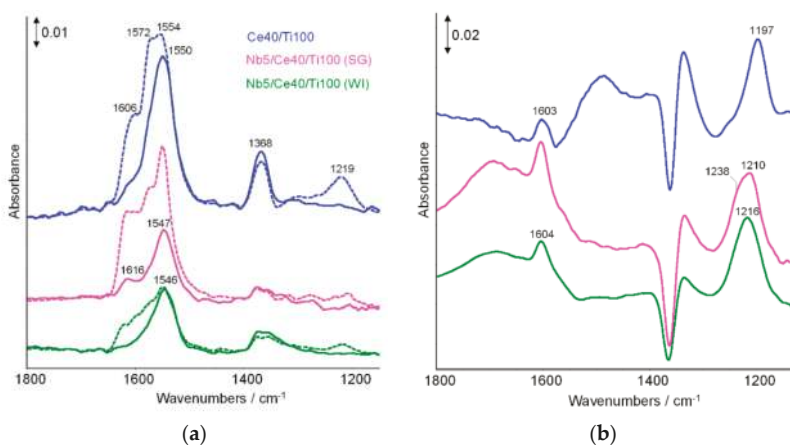 0.01
1572
1554
1550
1606
1368
1219
Ce40/Ti100
Nb5/Ce40/Ti100 (SG)
Nb5/Ce40/Ti100 (WI)
1547
1616
1546
Absorbance
1800
1600
1400
1200
Wavenumbers / cm⁻¹
(a)
0.02
1197
1603
1238
1210
1216
1604
Absorbance
1800
1600
1400
1200
Wavenumbers / cm⁻¹
(b)